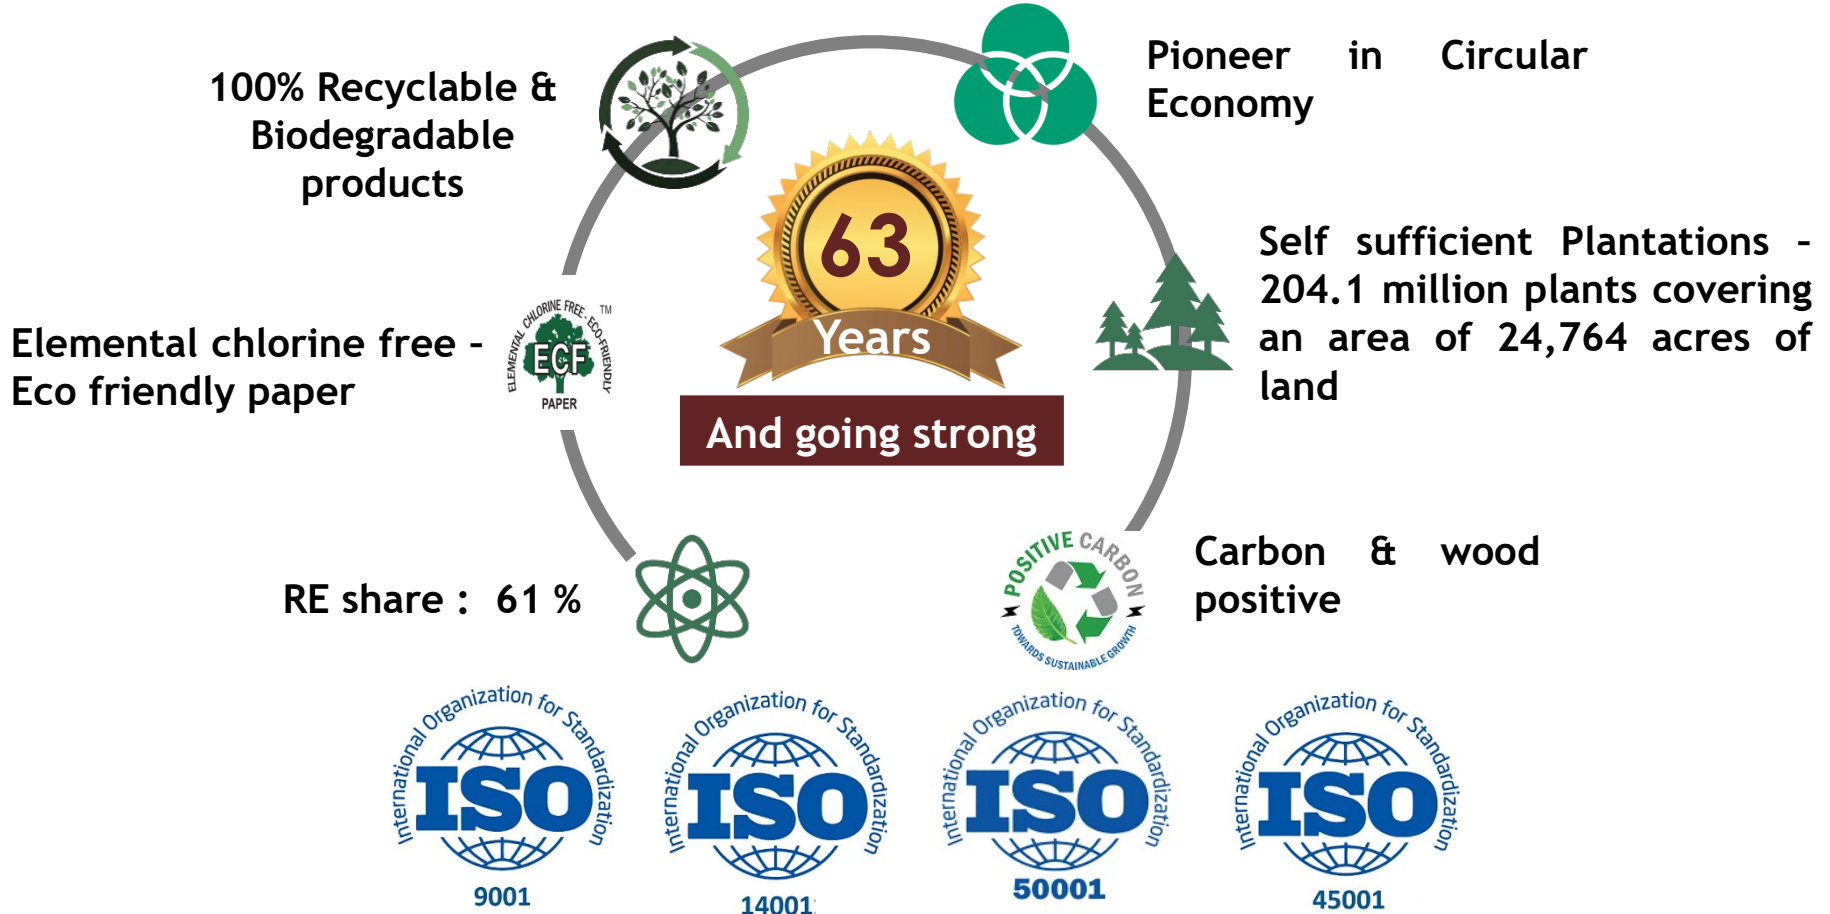 100% Recyclable &
Biodegradable
products
Pioneer in Circular
Economy
63
Years
And going strong
Self sufficient Plantations -
204.1 million plants covering
an area of 24,764 acres of
land
Elemental chlorine free -
Eco friendly paper
ELEMENTAL CHLORINE FREE - ECO-FRIENDLY
TM
ECF
PAPER
RE share : 61 %
POSITIVE CARBON
TOWARDS SUSTAINABLE GROWTH
Carbon & wood
positive
International Organization for Standardization
ISO
9001
International Organization for Standardization
ISO
14001
International Organization for Standardization
ISO
50001
International Organization for Standardization
ISO
45001